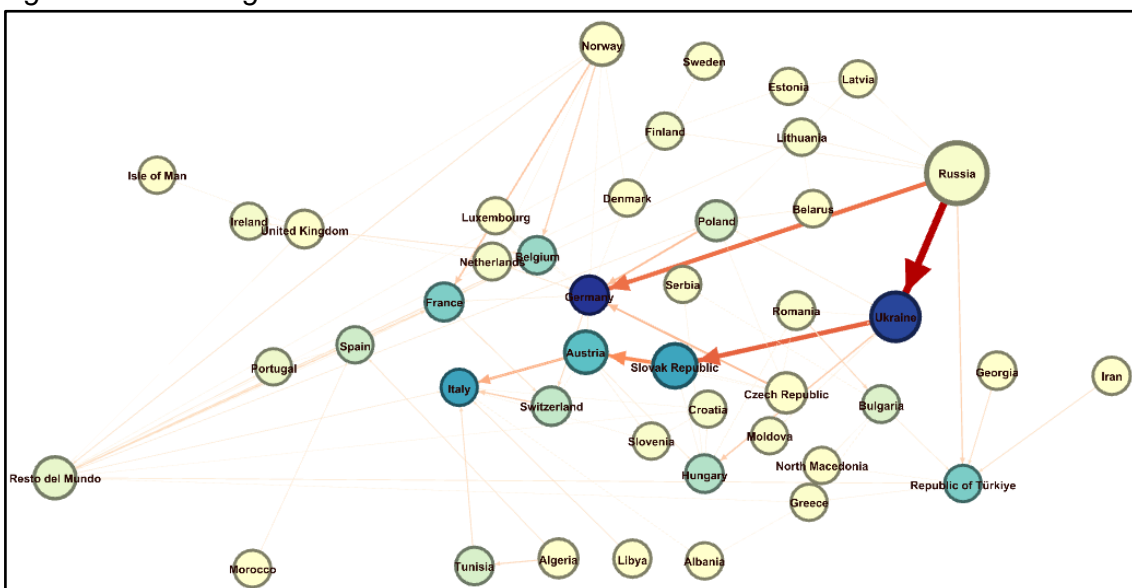 Norway
Sweden
Latvia
Estonia
Finland
Lithuania
Isle of Man
Russia
Denmark
Belarus
Luxembourg
Ireland
Poland
United Kingdom
Belgium
Netherlands
Serbia
Germany
France
Romania
Ukraine
Spain
Austria
Slovak Republic
Portugal
Georgia
Iran
Italy
Czech Republic
Switzerland
Bulgaria
Croatia
Moldova
Slovenia
North Macedonia
Hungary
Resto del Mundo
Republic of Türkiye
Greece
Algeria
Libya
Albania
Tunisia
Morocco